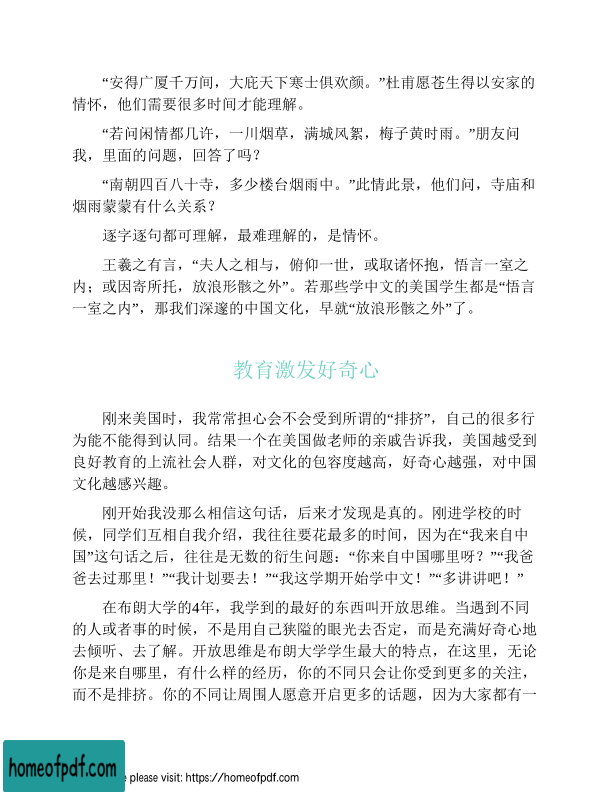 “安得广厦千万间，大庇天下寒士俱欢颜。”杜甫愿苍生得以安家的
情怀，他们需要很多时间才能理解。
“若问闲情都几许，一川烟草，满城风絮，梅子黄时雨。”朋友问
我，里面的问题，回答了吗？
“南朝四百八十寺，多少楼台烟雨中。”此情此景，他们问，寺庙和
烟雨蒙蒙有什么关系？
逐字逐句都可理解，最难理解的，是情怀。
王羲之有言，“夫人之相与，俯仰一世，或取诸怀抱，悟言一室之
内；或因寄所托，放浪形骸之外”。若那些学中文的美国学生都是“悟言
一室之内”，那我们深邃的中国文化，早就“放浪形骸之外”了。
教育激发好奇心
刚来美国时，我常常担心会不会受到所谓的“排挤”，自己的很多行
为能不能得到认同。结果一个在美国做老师的亲戚告诉我，美国越受到
良好教育的上流社会人群，对文化的包容度越高，好奇心越强，对中国
文化越感兴趣。
刚开始我没那么相信这句话，后来才发现是真的。刚进学校的时
候，同学们互相自我介绍，我往往要花最多的时间，因为在“我来自中
国”这句话之后，往往是无数的衍生问题：“你来自中国哪里呀？”“我爸
爸去过那里！”“我计划要去！”“我这学期开始学中文！”“多讲讲吧！”
在布朗大学的4年，我学到的最好的东西叫开放思维。当遇到不同
的人或者事的时候，不是用自己狭隘的眼光去否定，而是充满好奇心地
去倾听、去了解。开放思维是布朗大学学生最大的特点，在这里，无论
你是来自哪里，有什么样的经历，你的不同只会让你受到更多的关注，
而不是排挤。你的不同让周围人愿意开启更多的话题，因为大家都有一
homeofpdf.com
e please visit: https://homeofpdf.com